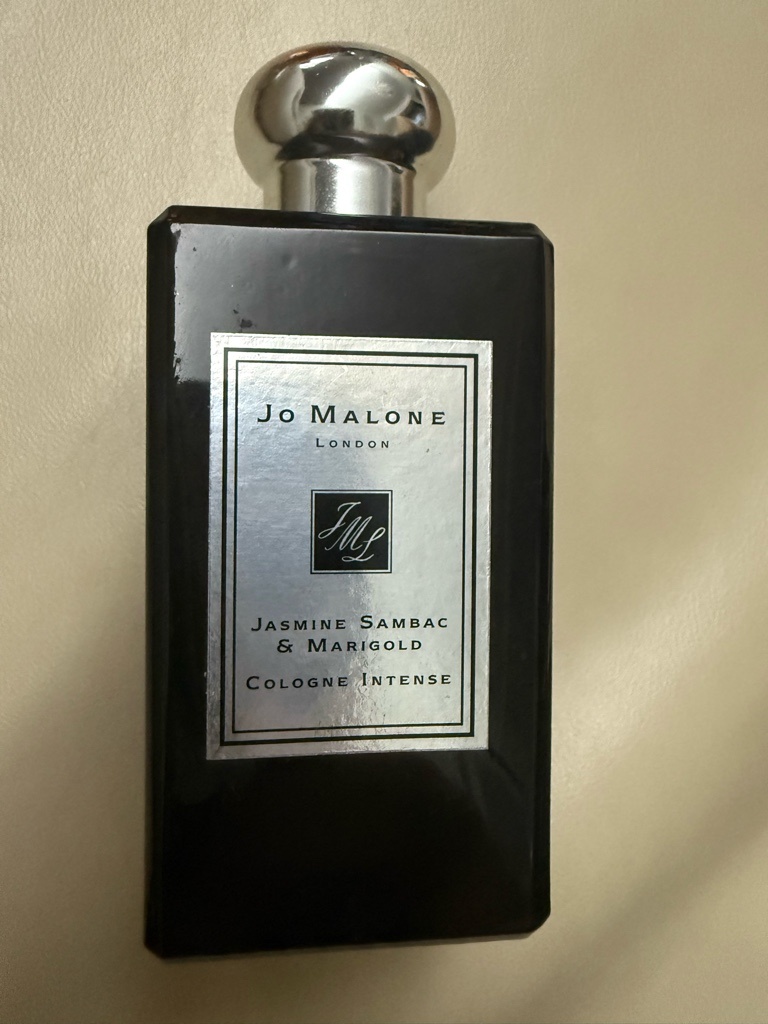 Jo Malone
London
JML
Jasmine Sambac
& Marigold
Cologne Intense